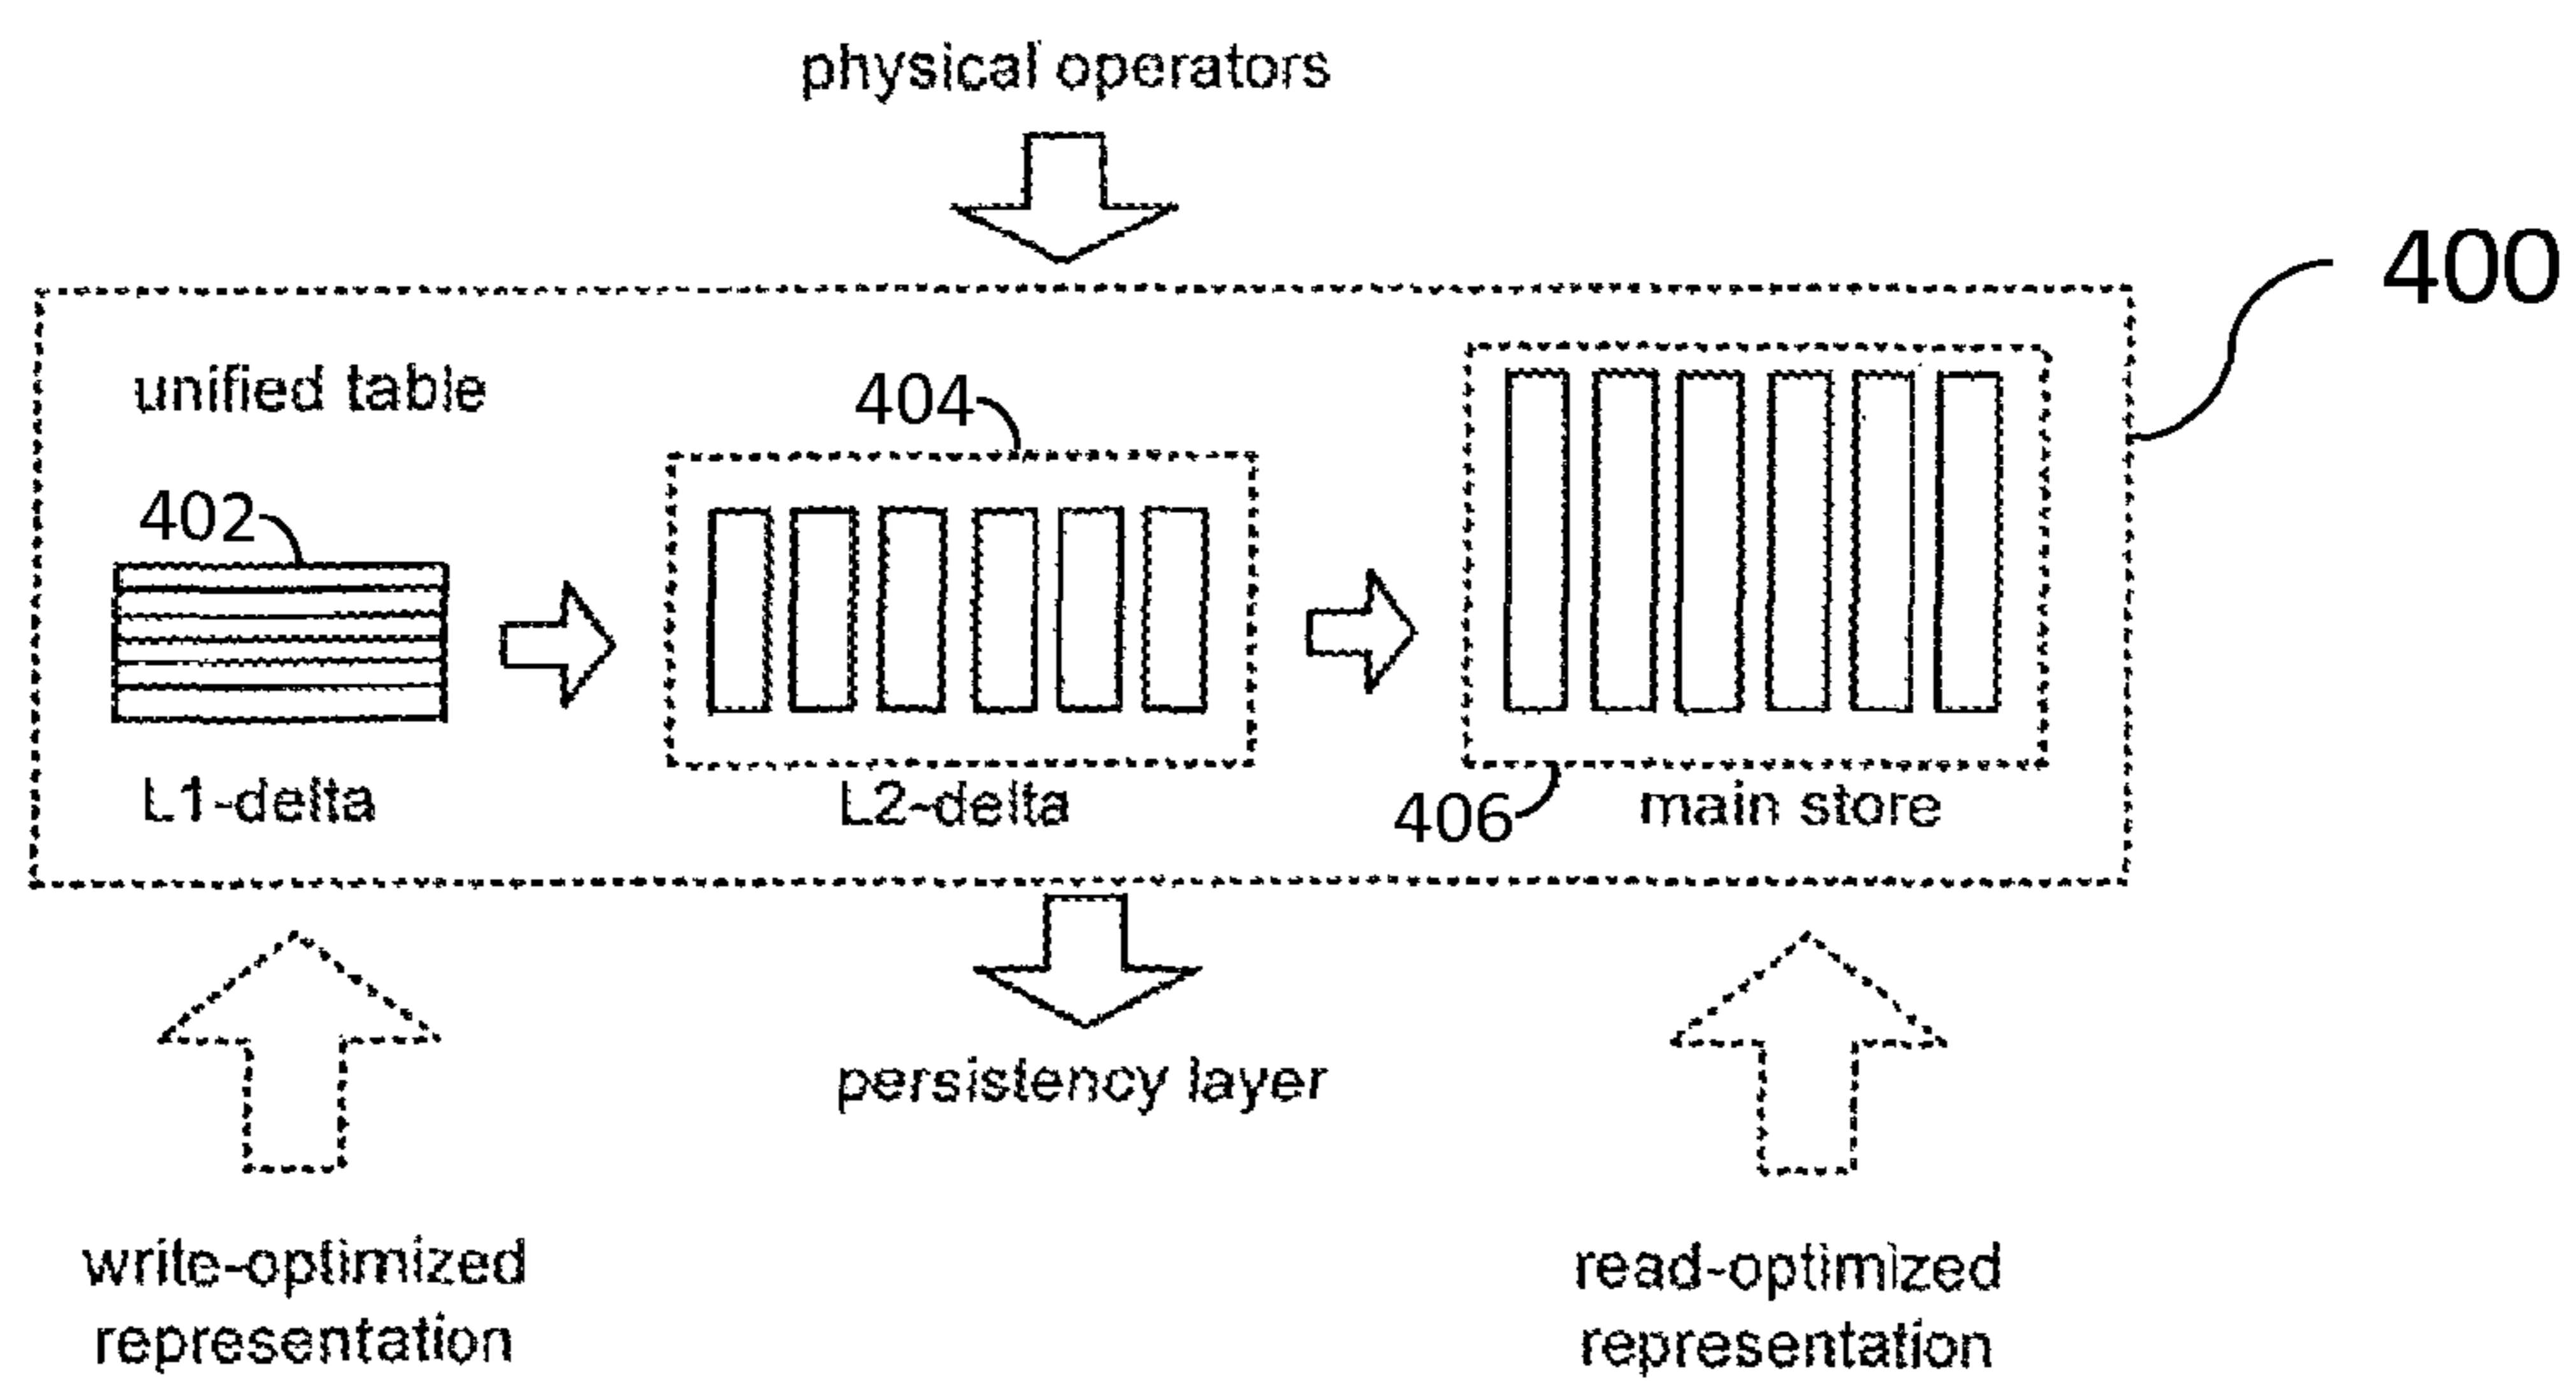 physical operators
400
unified table
404
402
L1-delta
L2-delta
406
main store
persistency layer
write-optimized
representation
read-optimized
representation